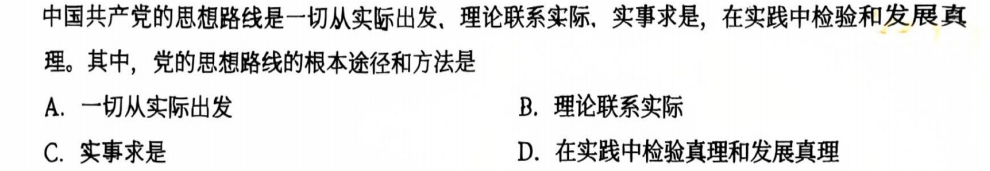 中国共产党的思想路线是一切从实际出发、理论联系实际、实事求是，在实践中检验和发展真
理。其中，党的思想路线的根本途径和方法是
A. 一切从实际出发
B. 理论联系实际
C. 实事求是
D. 在实践中检验真理和发展真理